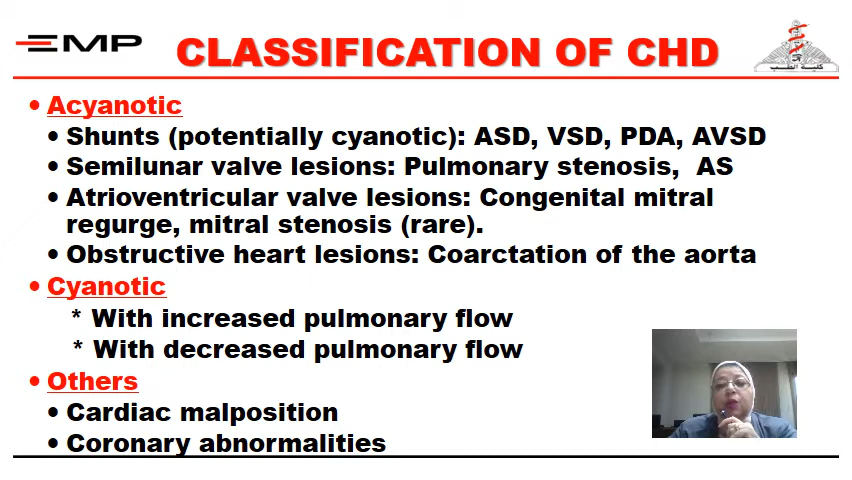 EMP
CLASSIFICATION OF CHD
كلية الطب
• Acyanotic
• Shunts (potentially cyanotic): ASD, VSD, PDA, AVSD
• Semilunar valve lesions: Pulmonary stenosis, AS
• Atrioventricular valve lesions: Congenital mitral
regurge, mitral stenosis (rare).
• Obstructive heart lesions: Coarctation of the aorta
• Cyanotic
* With increased pulmonary flow
* With decreased pulmonary flow
• Others
• Cardiac malposition
• Coronary abnormalities